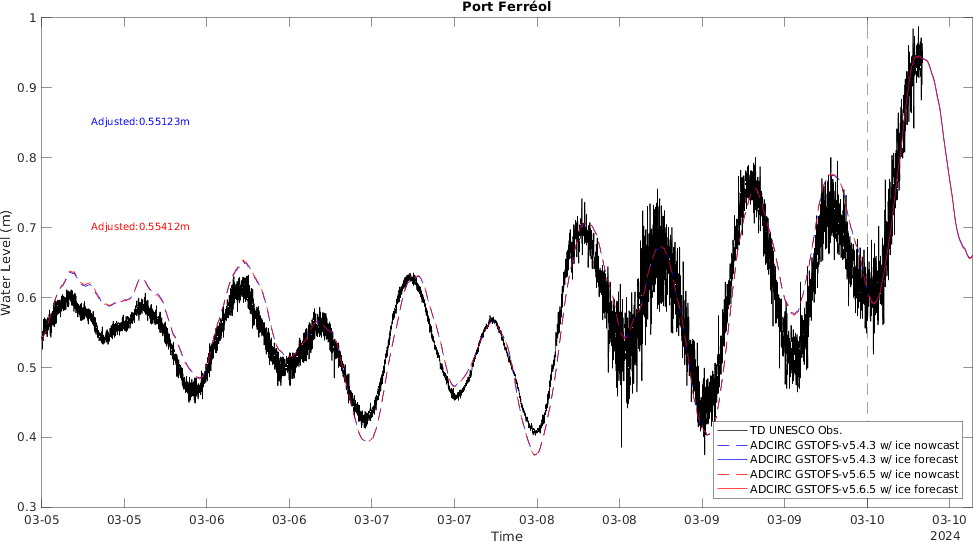 Port Ferréol
1
0.9
0.8
0.7
0.6
0.5
0.4
0.3
Water Level (m)
Adjusted:0.55123m
Adjusted:0.55412m
TD UNESCO Obs.
ADCIRC GSTOFS-v5.4.3 w/ ice nowcast
ADCIRC GSTOFS-v5.4.3 w/ ice forecast
ADCIRC GSTOFS-v5.6.5 w/ ice nowcast
ADCIRC GSTOFS-v5.6.5 w/ ice forecast
03-05 03-05 03-06 03-06 03-07 03-07 03-08 03-08 03-09 03-09 03-10 03-10
Time
2024